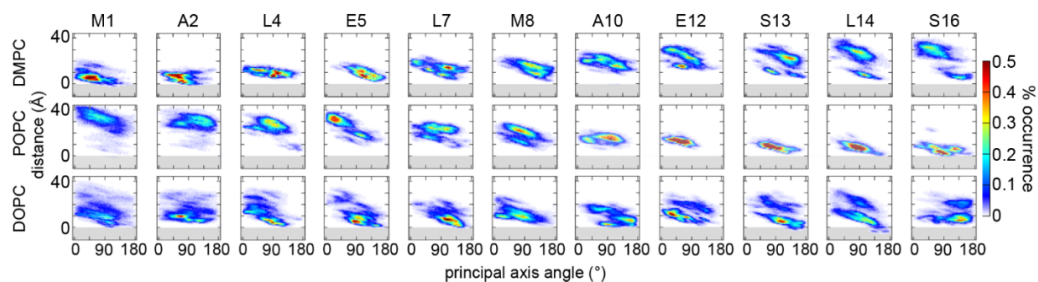 M1 A2 L4 E5 L7 M8 A10 E12 S13 L14 S16
DMPC
POPC
DOPC
distance (Å)
40
0
40
0
40
0
0 90 180 0 90 180 0 90 180 0 90 180 0 90 180 0 90 180 0 90 180 0 90 180 0 90 180 0 90 180 0 90 180
principal axis angle (°)
0.5
0.4
0.3
0.2
0.1
0
% occurrence